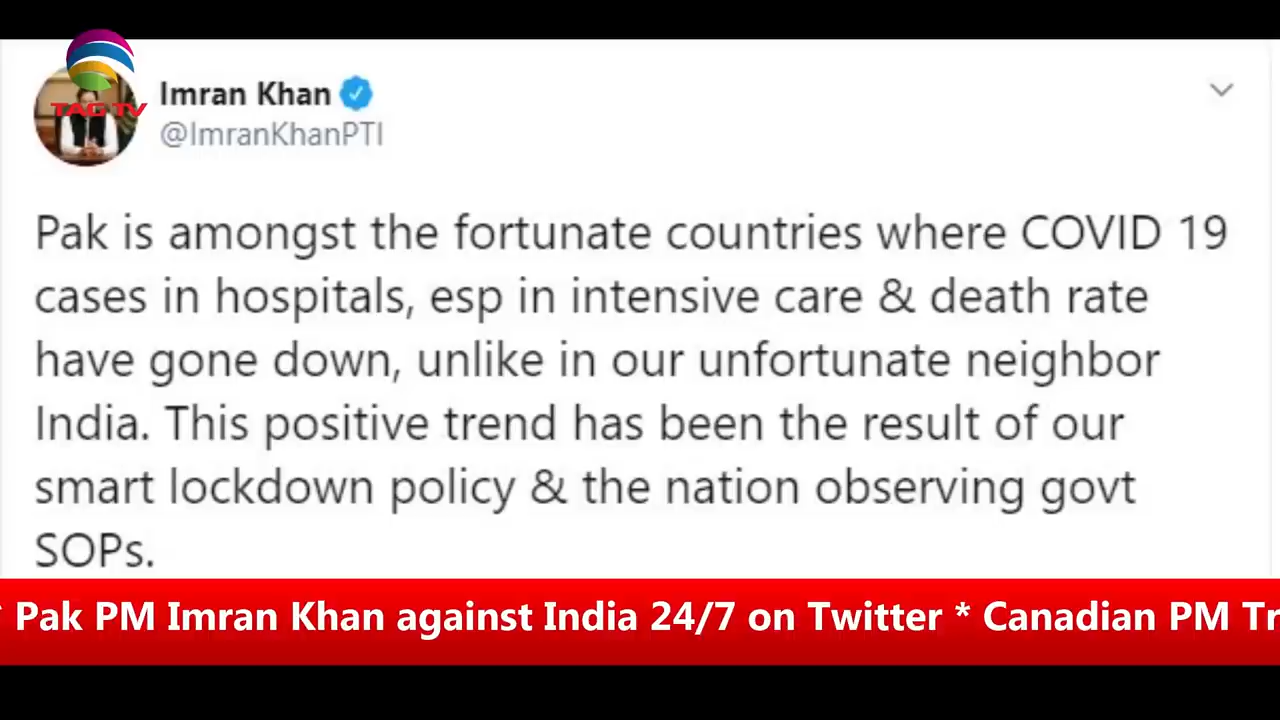 TAG TV
Imran Khan
@ImranKhanPTI
Pak is amongst the fortunate countries where COVID 19
cases in hospitals, esp in intensive care & death rate
have gone down, unlike in our unfortunate neighbor
India. This positive trend has been the result of our
smart lockdown policy & the nation observing govt
SOPs.
* Pak PM Imran Khan against India 24/7 on Twitter * Canadian PM Tr